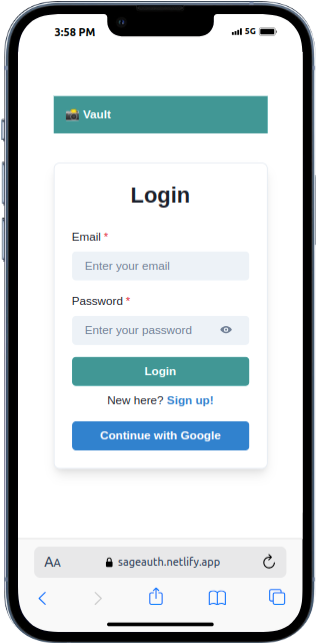 3:58 PM 5G
📸 Vault
Login
Email *
Enter your email
Password *
Enter your password
Login
New here? Sign up!
Continue with Google
AA sageauth.netlify.app